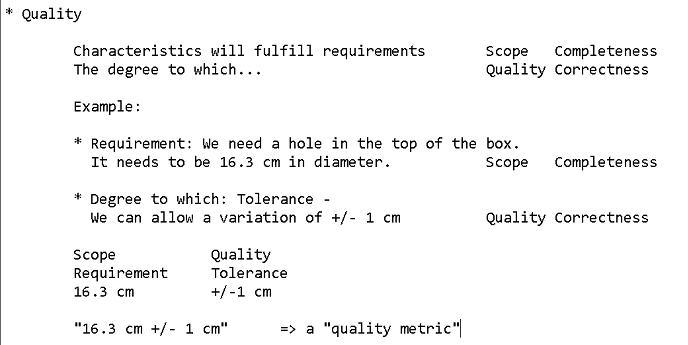 * Quality
Characteristics will fulfill requirements Scope Completeness
The degree to which... Quality Correctness
Example:
* Requirement: We need a hole in the top of the box.
It needs to be 16.3 cm in diameter. Scope Completeness
* Degree to which: Tolerance -
We can allow a variation of +/- 1 cm Quality Correctness
Scope Quality
Requirement Tolerance
16.3 cm +/-1 cm
"16.3 cm +/- 1 cm" => a "quality metric"